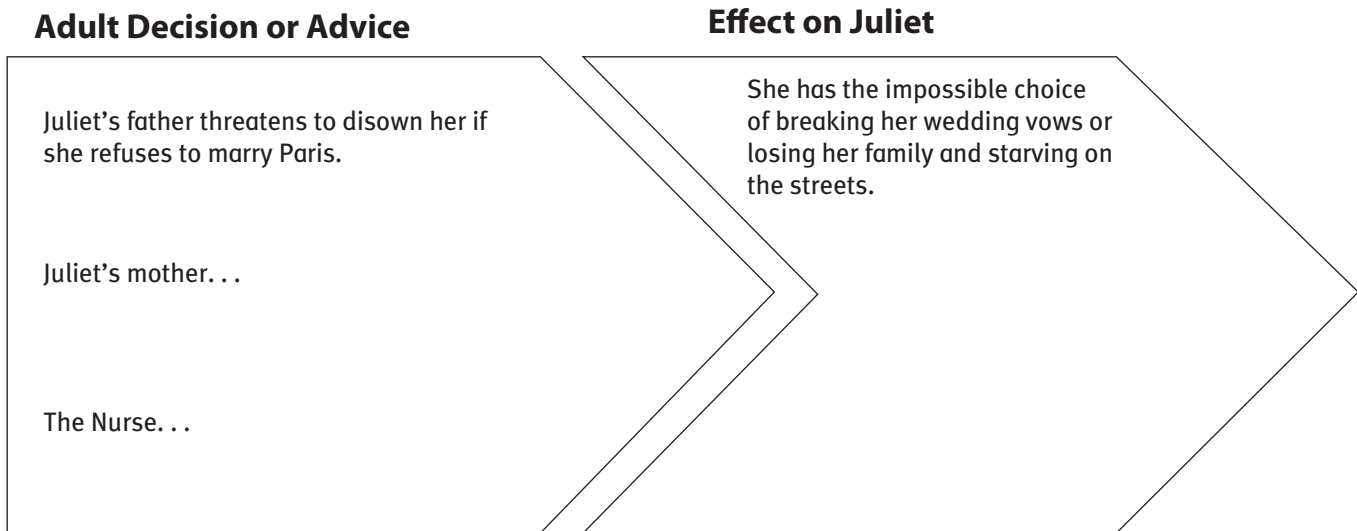 Adult Decision or Advice
Effect on Juliet
Juliet’s father threatens to disown her if
she refuses to marry Paris.
She has the impossible choice
of breaking her wedding vows or
losing her family and starving on
the streets.
Juliet’s mother. . .
The Nurse. . .